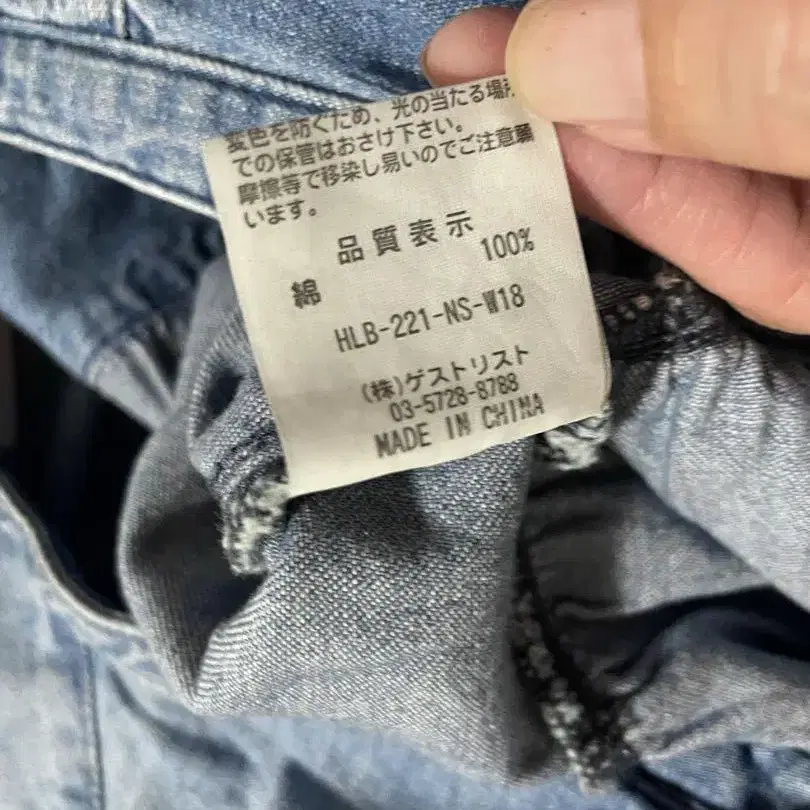 変色を防ぐため、光の当たる場所
での保管はおさけ下さい。
摩擦等で移染し易いのでご注意願
います。
品質表示
綿 100%
HLB-221-NS-W18
(株)ゲストリスト
03-5728-8788
MADE IN CHINA